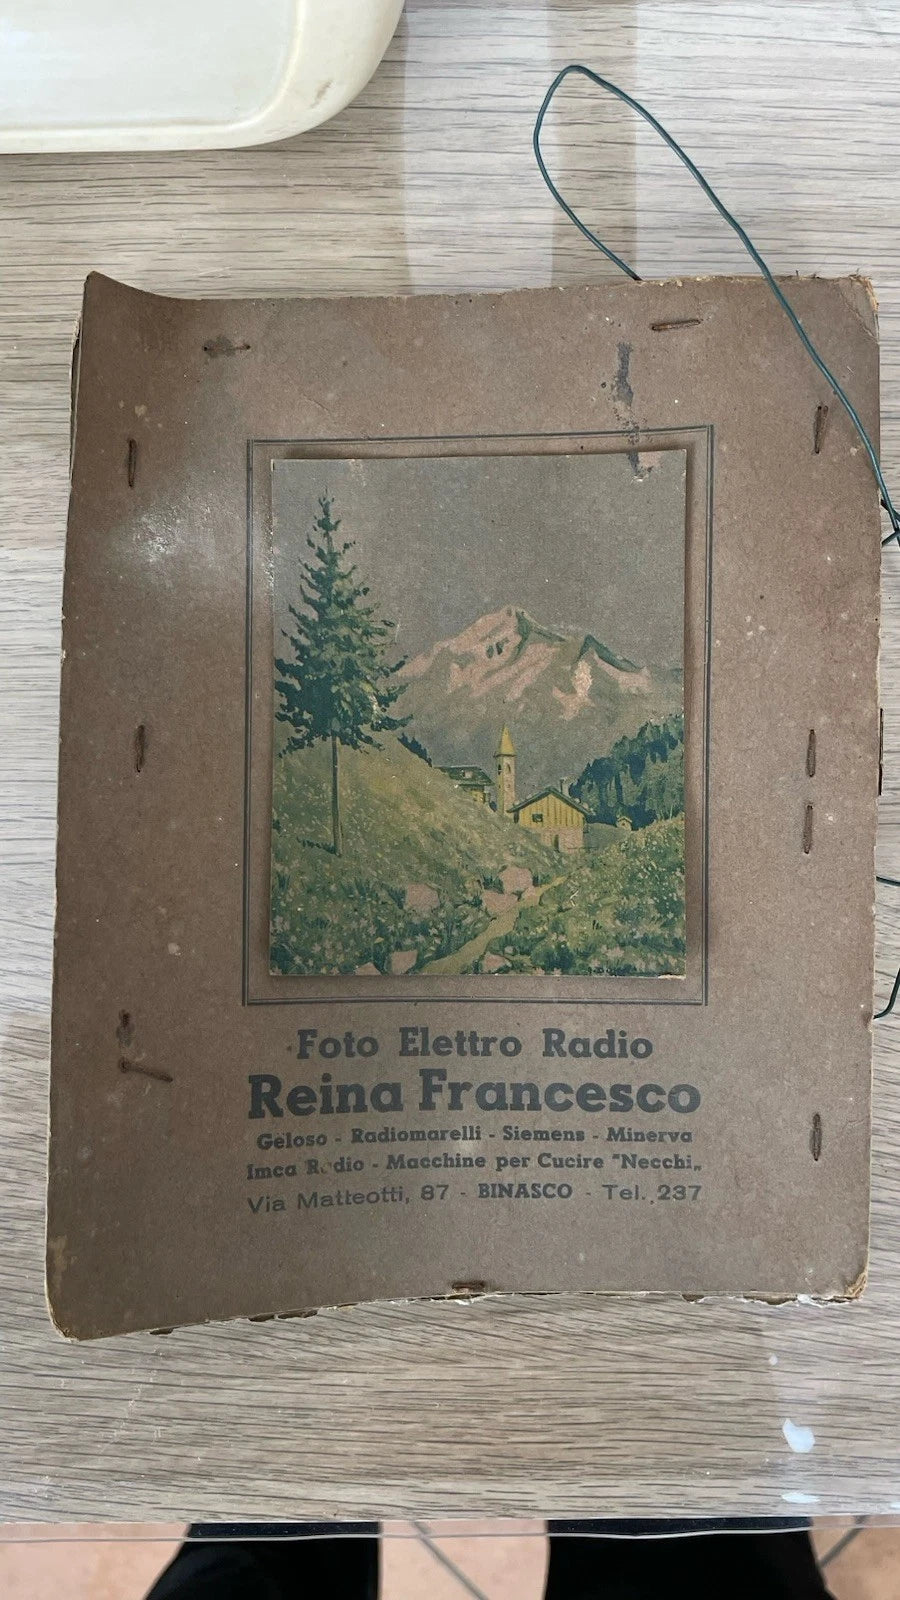 Foto Elettro Radio
Reina Francesco
Geloso - Radiomarelli - Siemens - Minerva
Imca Radio - Macchine per Cucire "Necchi„
Via Matteotti, 87 - BINASCO - Tel. 237